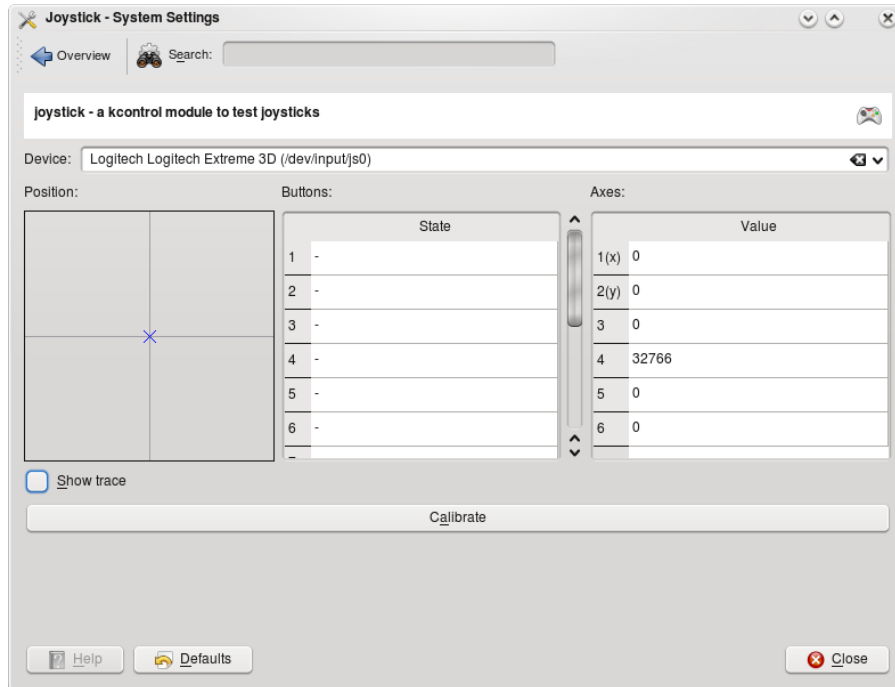 Joystick - System Settings
Overview
Search:
joystick - a kcontrol module to test joysticks
Device: Logitech Logitech Extreme 3D (/dev/input/js0)
Position:
Buttons:
Axes:
State
1 -
2 -
3 -
4 -
5 -
6 -
Value
1(x) 0
2(y) 0
3 0
4 32766
5 0
6 0
Show trace
Calibrate
Help
Defaults
Close